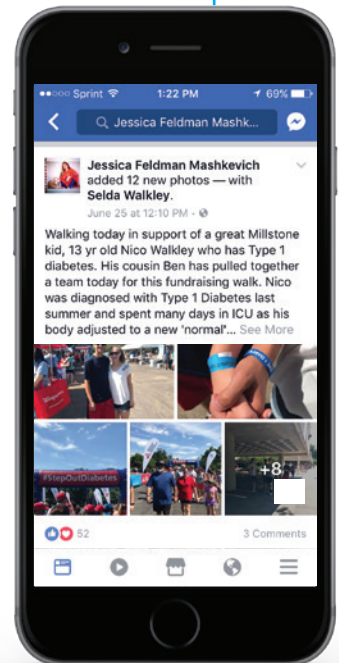 Sprint 1:22 PM 69%
Jessica Feldman Mashk...
Jessica Feldman Mashkevich
added 12 new photos — with
Selda Walkley.
June 25 at 12:10 PM ·
Walking today in support of a great Millstone
kid, 13 yr old Nico Walkley who has Type 1
diabetes. His cousin Ben has pulled together
a team today for this fundraising walk. Nico
was diagnosed with Type 1 Diabetes last
summer and spent many days in ICU as his
body adjusted to a new 'normal'... See More
#StepOutDiabetes
+8
52 3 Comments